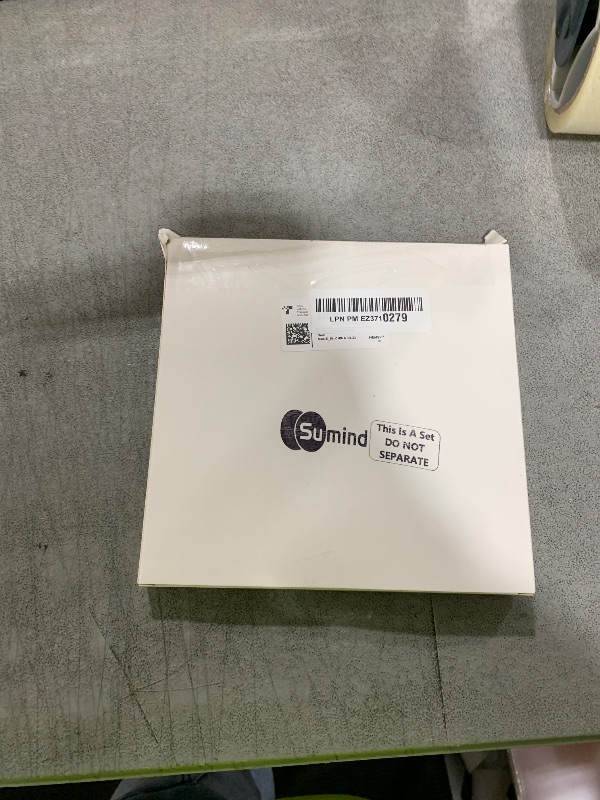 LPN PM EZ3710279
Sumind
This Is A Set
DO NOT
SEPARATE